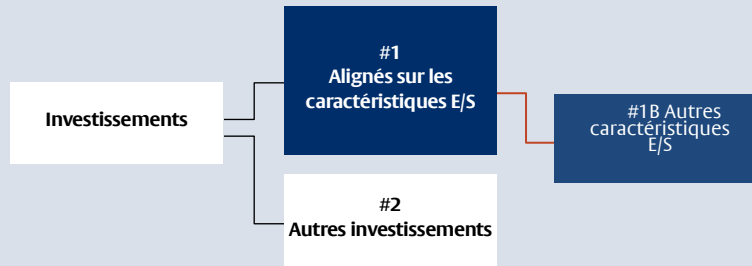 Investissements
#1
Alignés sur les
caractéristiques E/S
#1B Autres
caractéristiques
E/S
#2
Autres investissements